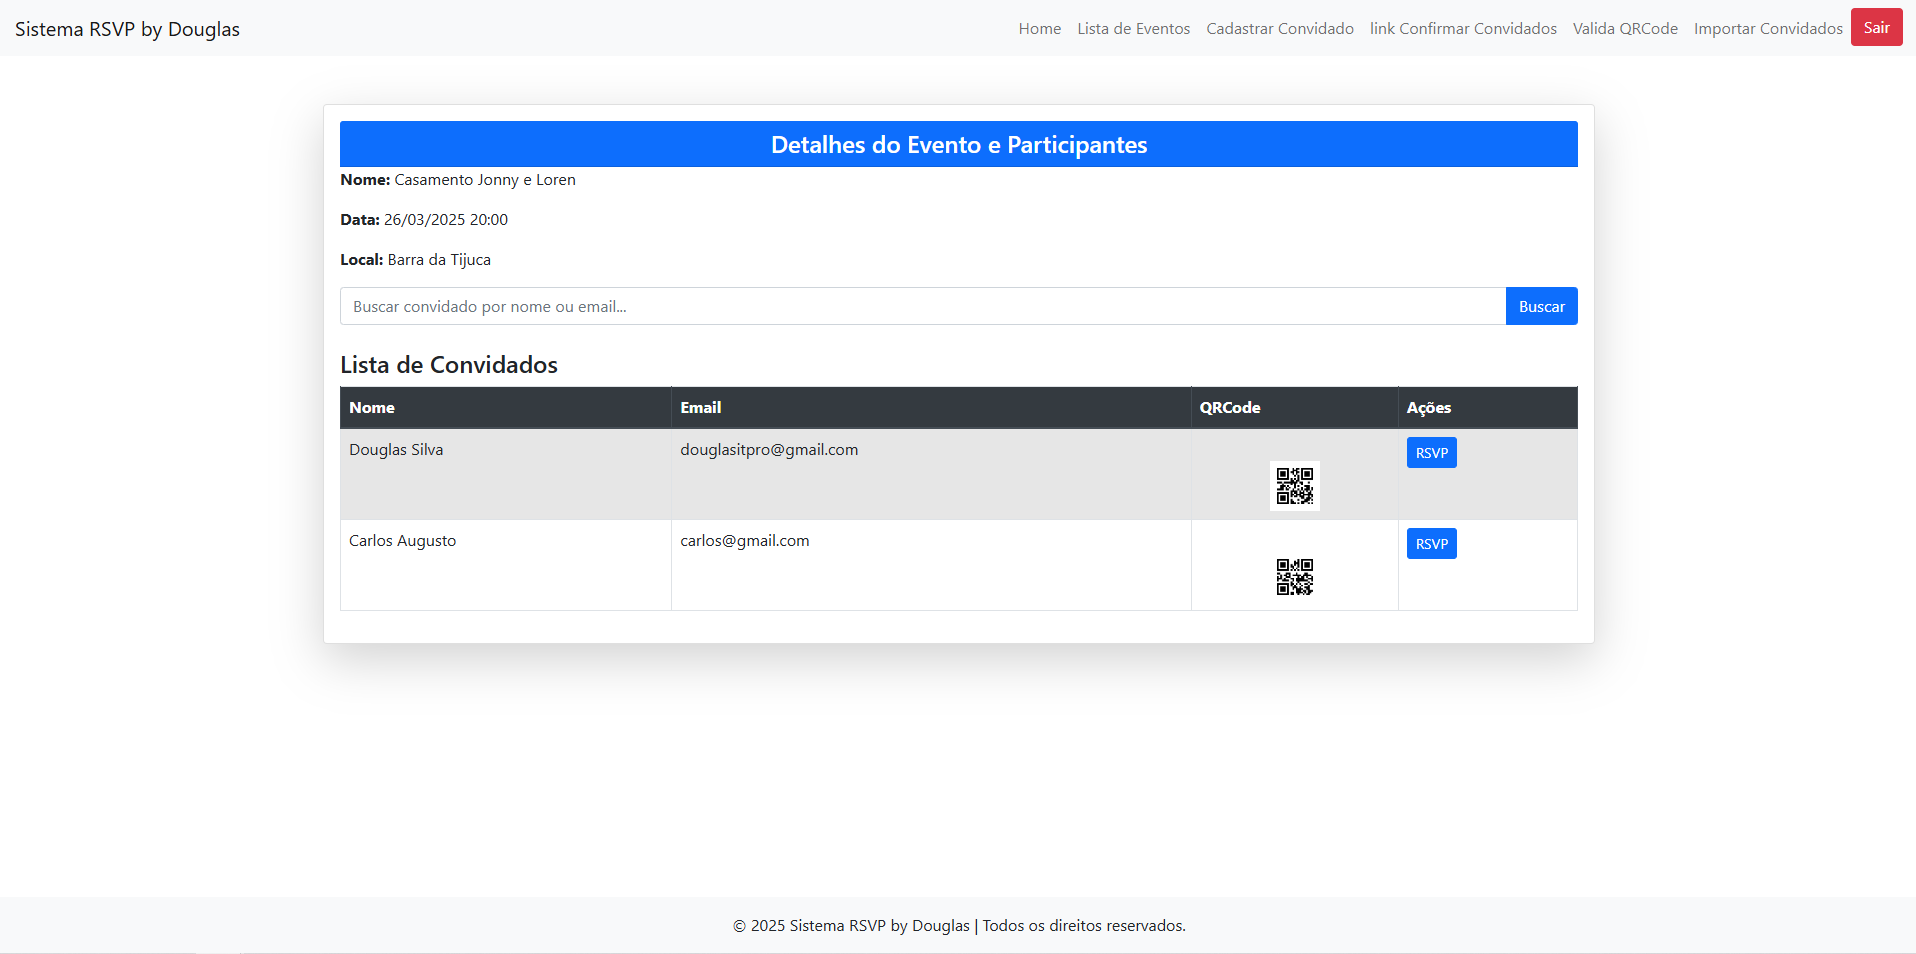 Sistema RSVP by Douglas
Home Lista de Eventos Cadastrar Convidado link Confirmar Convidados Valida QRCode Importar Convidados Sair
Detalhes do Evento e Participantes
Nome: Casamento Jonny e Loren
Data: 26/03/2025 20:00
Local: Barra da Tijuca
Buscar convidado por nome ou email... Buscar
Lista de Convidados
Nome Email QRCode Ações
Douglas Silva douglasitpro@gmail.com RSVP
Carlos Augusto carlos@gmail.com RSVP
© 2025 Sistema RSVP by Douglas | Todos os direitos reservados.